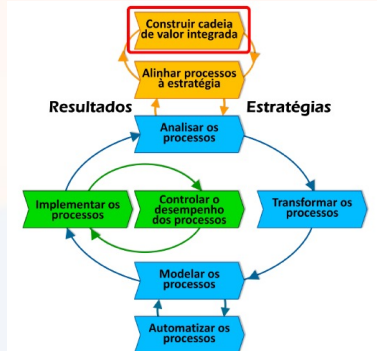 Construir cadeia
de valor integrada
Alinhar processos
à estratégia
Resultados
Estratégias
Analisar os
processos
Implementar os
processos
Controlar o
desempenho
dos processos
Transformar os
processos
Modelar os
processos
Automatizar os
processos